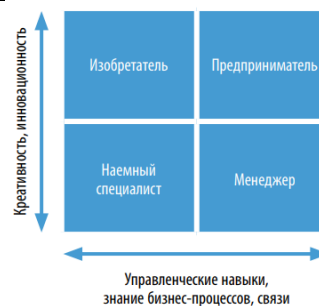 Креативность, инновационность
Изобретатель
Предприниматель
Наемный
специалист
Менеджер
Управленческие навыки,
знание бизнес-процессов, связи